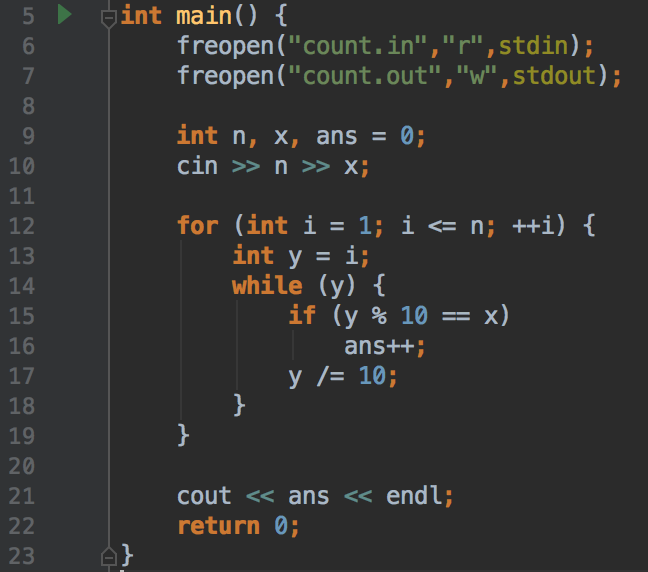 5 int main() {
6 freopen("count.in","r",stdin);
7 freopen("count.out","w",stdout);
8
9 int n, x, ans = 0;
10 cin >> n >> x;
11
12 for (int i = 1; i <= n; ++i) {
13 int y = i;
14 while (y) {
15 if (y % 10 == x)
16 ans++;
17 y /= 10;
18 }
19 }
20
21 cout << ans << endl;
22 return 0;
23 }